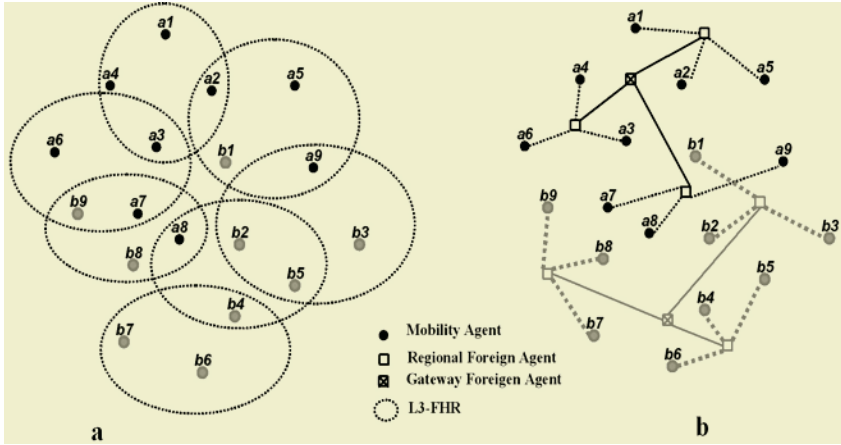 a1
a4
a2
a5
a6
a3
b1
a9
b9
a7
a8
b2
b3
b8
b5
b4
b7
b6
a
a1
a4
a2
a5
a6
a3
b1
a9
b9
a7
a8
b2
b3
b8
b5
b4
b7
b6
b
Mobility Agent
Regional Foreign Agent
Gateway Foreigen Agent
L3-FHR